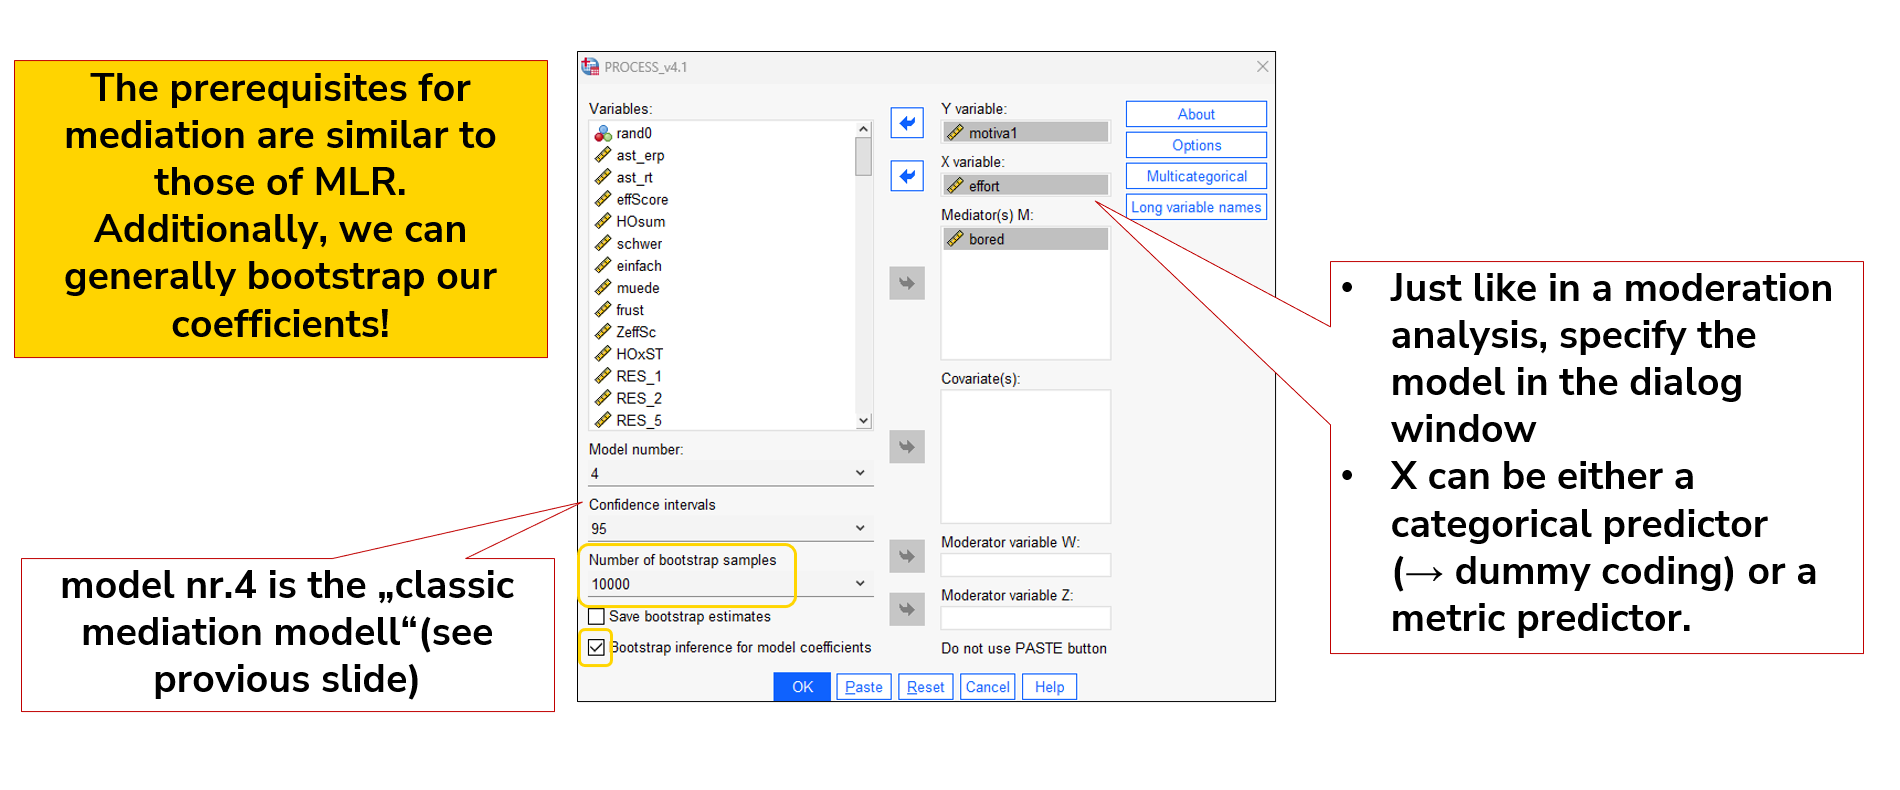 The prerequisites for
mediation are similar to
those of MLR.
Additionally, we can
generally bootstrap our
coefficients!
PROCESS_v4.1
Variables:
rand0
ast_erp
ast_rt
effScore
HOsum
schwer
einfach
muede
frust
ZeffSc
HOxST
RES_1
RES_2
RES_5
Model number:
4
Confidence intervals
95
Number of bootstrap samples
10000
Save bootstrap estimates
Bootstrap inference for model coefficients
Y variable:
motiva1
X variable:
effort
Mediator(s) M:
bored
Covariate(s):
Moderator variable W:
Moderator variable Z:
Do not use PASTE button
About
Options
Multicategorical
Long variable names
OK
Paste
Reset
Cancel
Help
model nr.4 is the „classic
mediation modell“(see
provious slide)
• Just like in a moderation
analysis, specify the
model in the dialog
window
• X can be either a
categorical predictor
(→ dummy coding) or a
metric predictor.